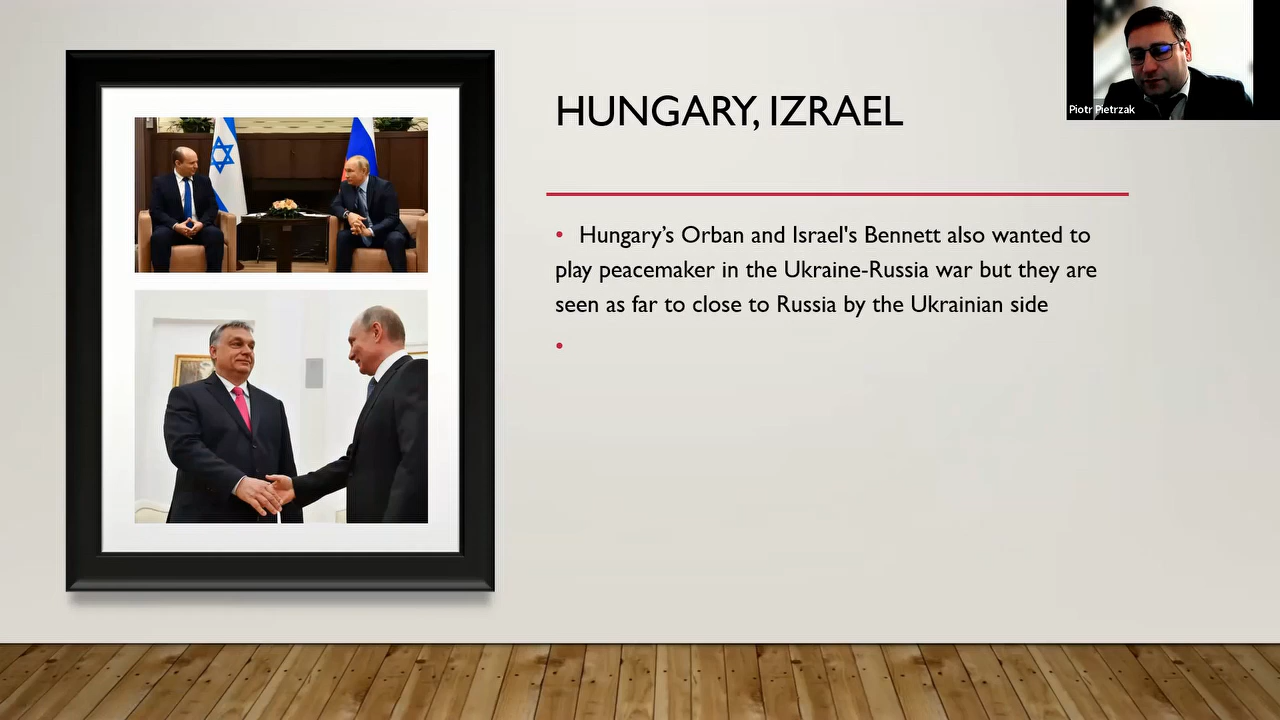 HUNGARY, IZRAEL
Piotr Pietrzak
• Hungary’s Orban and Israel's Bennett also wanted to
play peacemaker in the Ukraine-Russia war but they are
seen as far to close to Russia by the Ukrainian side
•